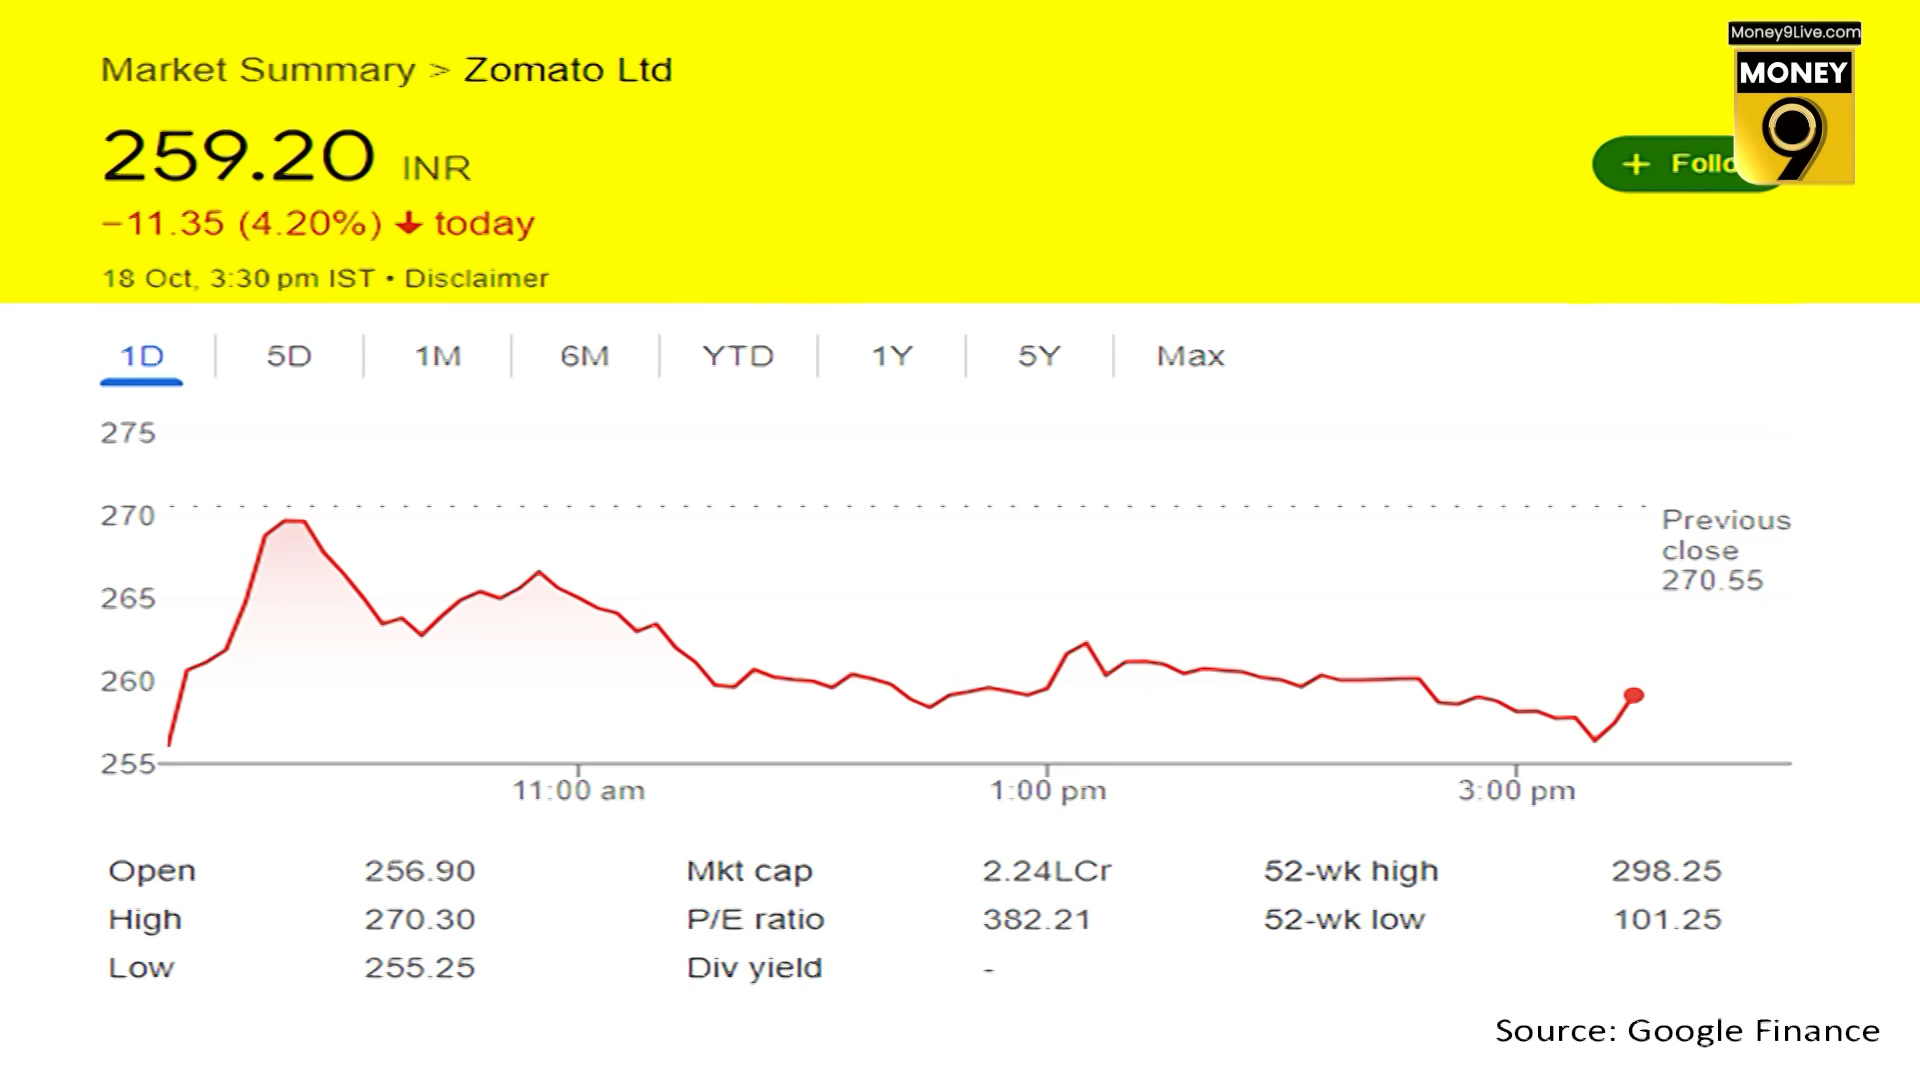 Money9Live.com
MONEY
9
Market Summary > Zomato Ltd
259.20 INR
+ Follo
−11.35 (4.20%) ↓ today
18 Oct, 3:30 pm IST • Disclaimer
1D 5D 1M 6M YTD 1Y 5Y Max
275
270
265
260
255
Previous
close
270.55
11:00 am 1:00 pm 3:00 pm
Open 256.90 Mkt cap 2.24LCr 52-wk high 298.25
High 270.30 P/E ratio 382.21 52-wk low 101.25
Low 255.25 Div yield -
Source: Google Finance